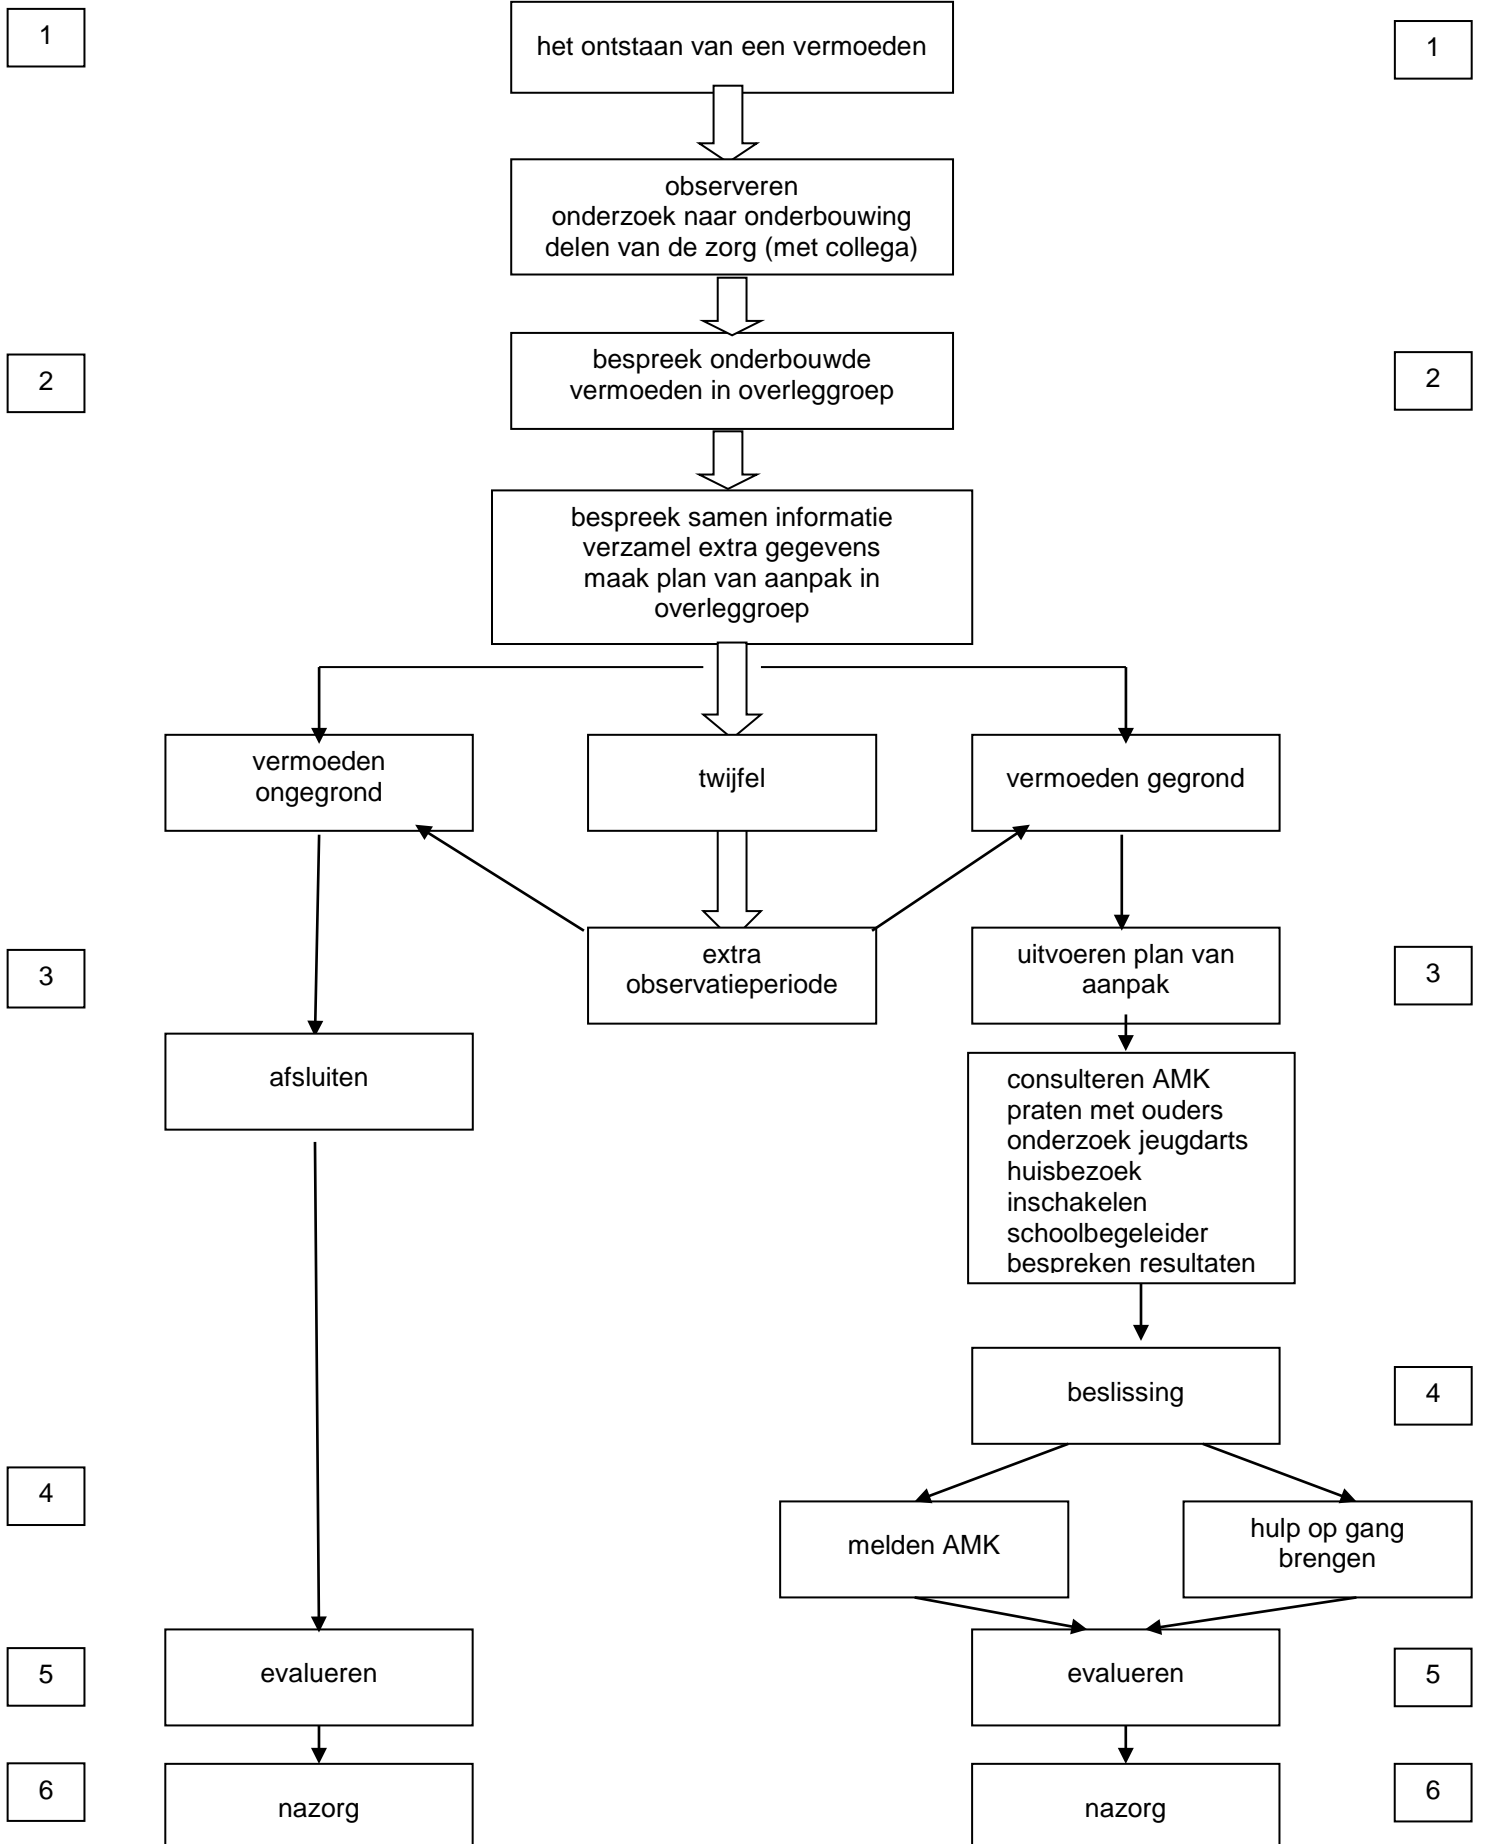 1
het ontstaan van een vermoeden
1
observeren
onderzoek naar onderbouwing
delen van de zorg (met collega)
2
bespreek onderbouwde
vermoeden in overleggroep
2
bespreek samen informatie
verzamel extra gegevens
maak plan van aanpak in
overleggroep
vermoeden
ongegrond
twijfel
vermoeden gegrond
3
extra
observatieperiode
uitvoeren plan van
aanpak
3
afsluiten
consulteren AMK
praten met ouders
onderzoek jeugdarts
huisbezoek
inschakelen
schoolbegeleider
bespreken resultaten
beslissing
4
4
melden AMK
hulp op gang
brengen
5
evalueren
evalueren
5
6
nazorg
nazorg
6